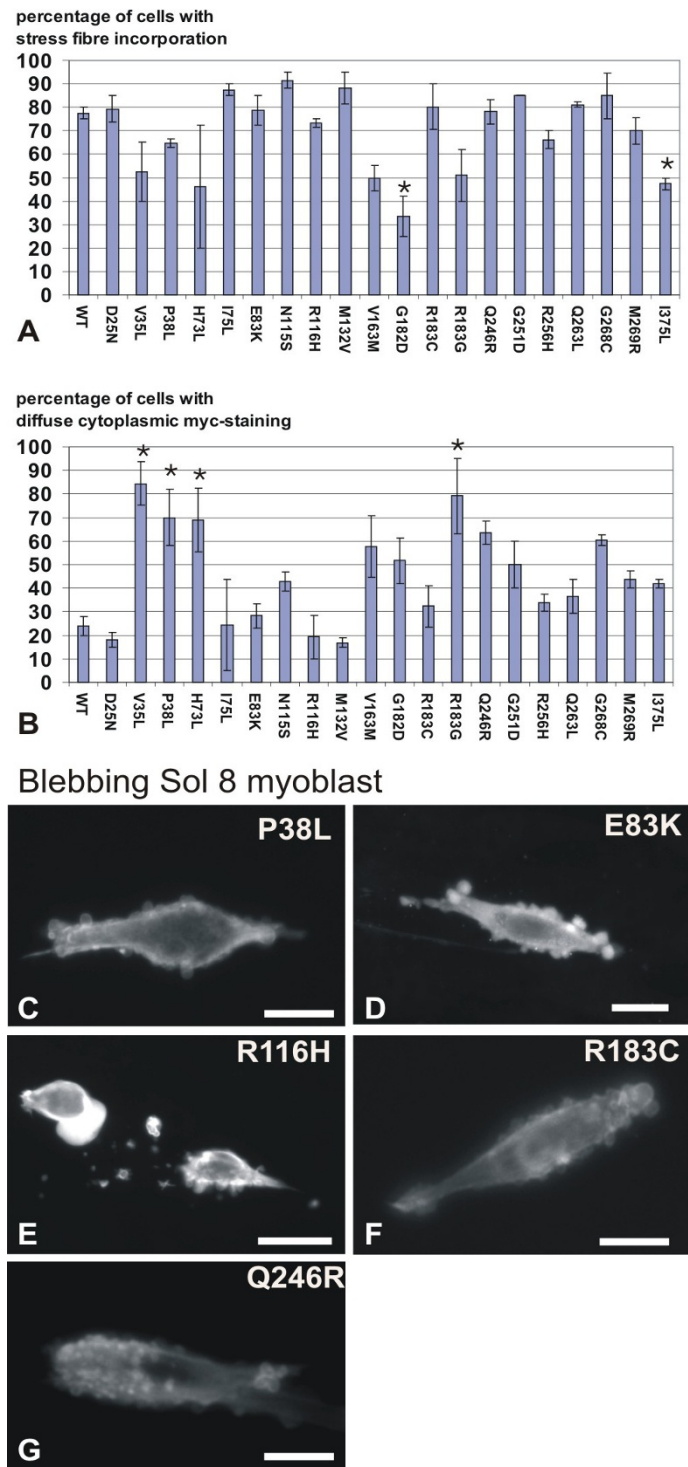 percentage of cells with
stress fibre incorporation
100
90
80
70
60
50
40
30
20
10
0
WT D25N V35L P38L H73L I75L E83K N115S R116H M132V V163M G182D R183C R183G Q246R G251D R256H Q263L G268C M269R I375L
* *
A
percentage of cells with
diffuse cytoplasmic myc-staining
100
90
80
70
60
50
40
30
20
10
0
* * * *
WT D25N V35L P38L H73L I75L E83K N115S R116H M132V V163M G182D R183C R183G Q246R G251D R256H Q263L G268C M269R I375L
B
Blebbing Sol 8 myoblast
P38L
C
E83K
D
R116H
E
R183C
F
Q246R
G